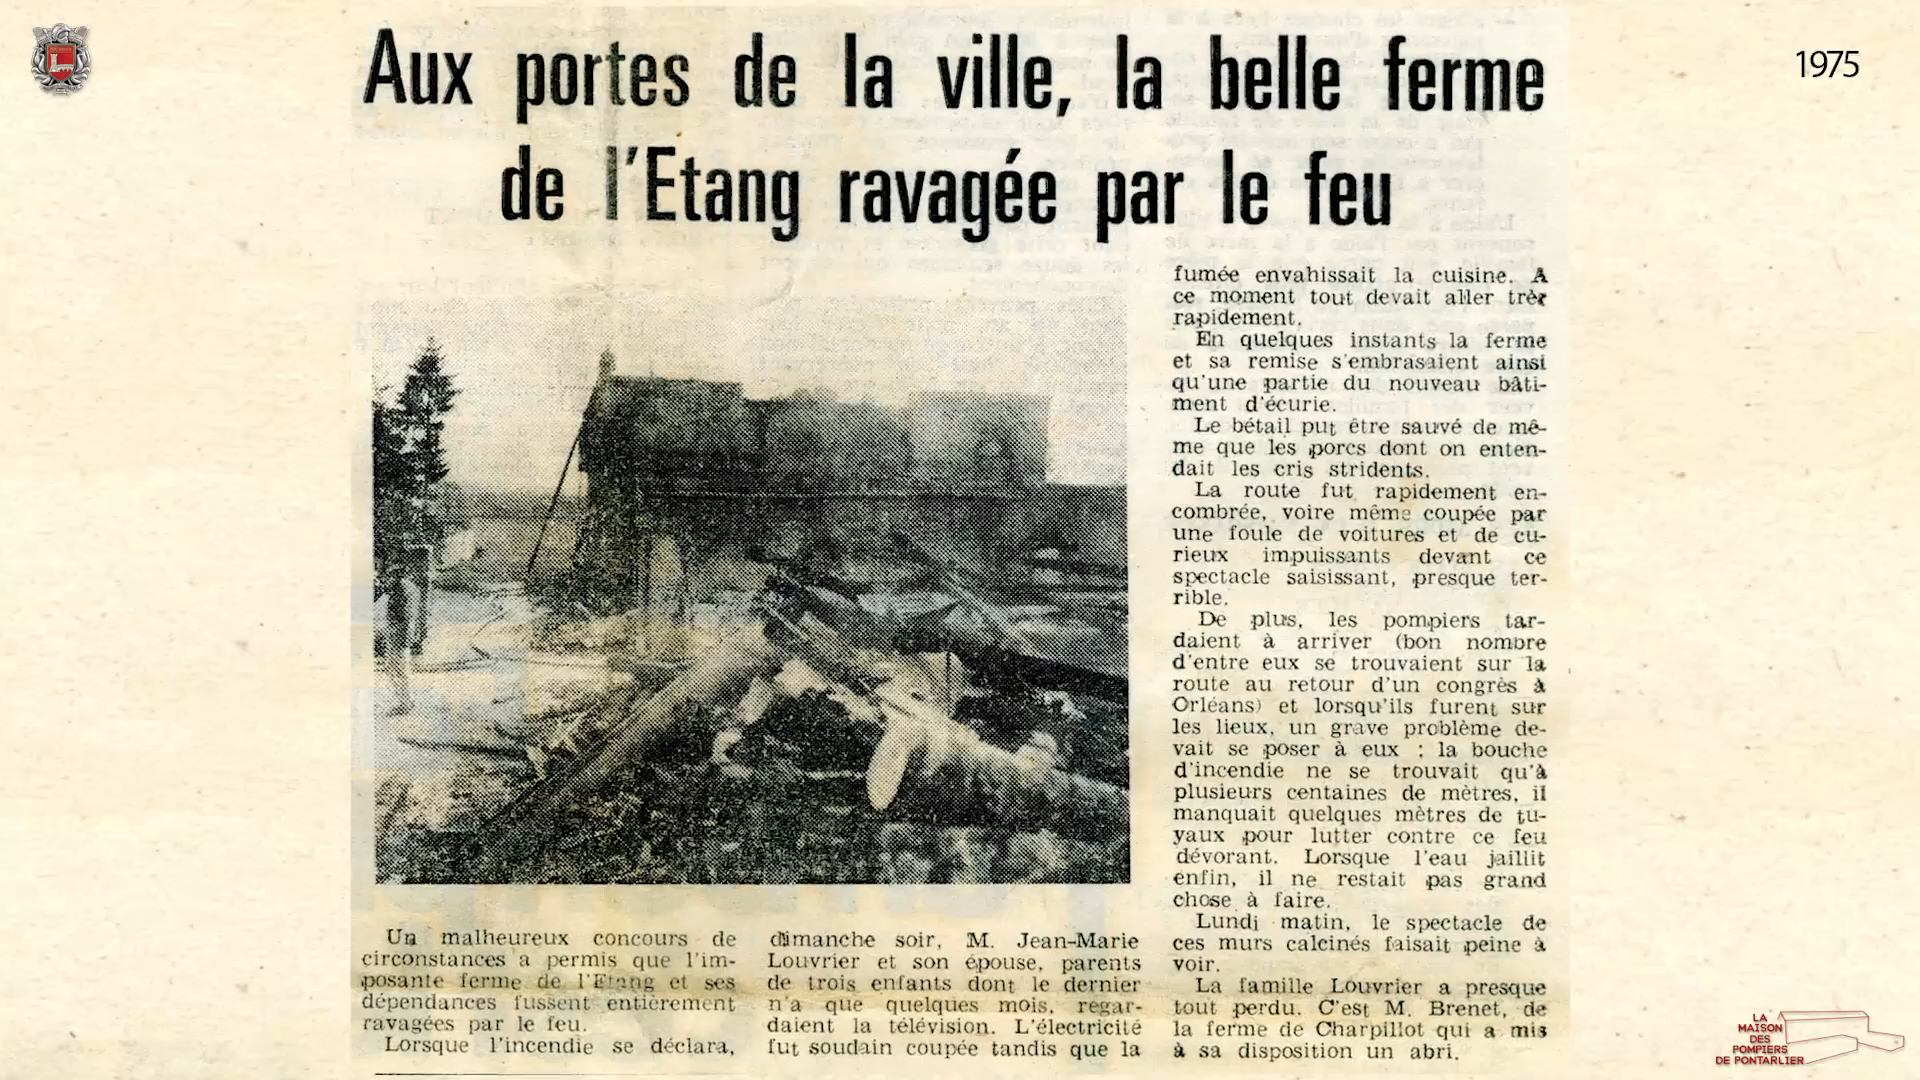 1975
Aux portes de la ville, la belle ferme
de l'Etang ravagée par le feu
Un malheureux concours de
circonstances a permis que l'im-
posante ferme de l'Etang et ses
dépendances fussent entièrement
ravagées par le feu.
Lorsque l'incendie se déclara,
dimanche soir, M. Jean-Marie
Louvrier et son épouse, parents
de trois enfants dont le dernier
n'a que quelques mois, regar-
daient la télévision. L'électricité
fut soudain coupée tandis que la
fumée envahissait la cuisine. A
ce moment tout devait aller très
rapidement.
En quelques instants la ferme
et sa remise s'embrasaient ainsi
qu'une partie du nouveau bâti-
ment d'écurie.
Le bétail put être sauvé de mê-
me que les porcs dont on enten-
dait les cris stridents.
La route fut rapidement en-
combrée, voire même coupée par
une foule de voitures et de cu-
rieux impuissants devant ce
spectacle saisissant, presque ter-
rible.
De plus, les pompiers tar-
daient à arriver (bon nombre
d'entre eux se trouvaient sur la
route au retour d'un congrès à
Orléans) et lorsqu'ils furent sur
les lieux, un grave problème de-
vait se poser à eux : la bouche
d'incendie ne se trouvait qu'à
plusieurs centaines de mètres, il
manquait quelques mètres de tu-
yaux pour lutter contre ce feu
dévorant. Lorsque l'eau jaillit
enfin, il ne restait pas grand
chose à faire.
Lundi matin, le spectacle de
ces murs calcinés faisait peine à
voir.
La famille Louvrier a presque
tout perdu. C'est M. Brenet, de
la ferme de Charpillot qui a mis
à sa disposition un abri.
LA
MAISON
DES
POMPIERS
DE PONTARLIER